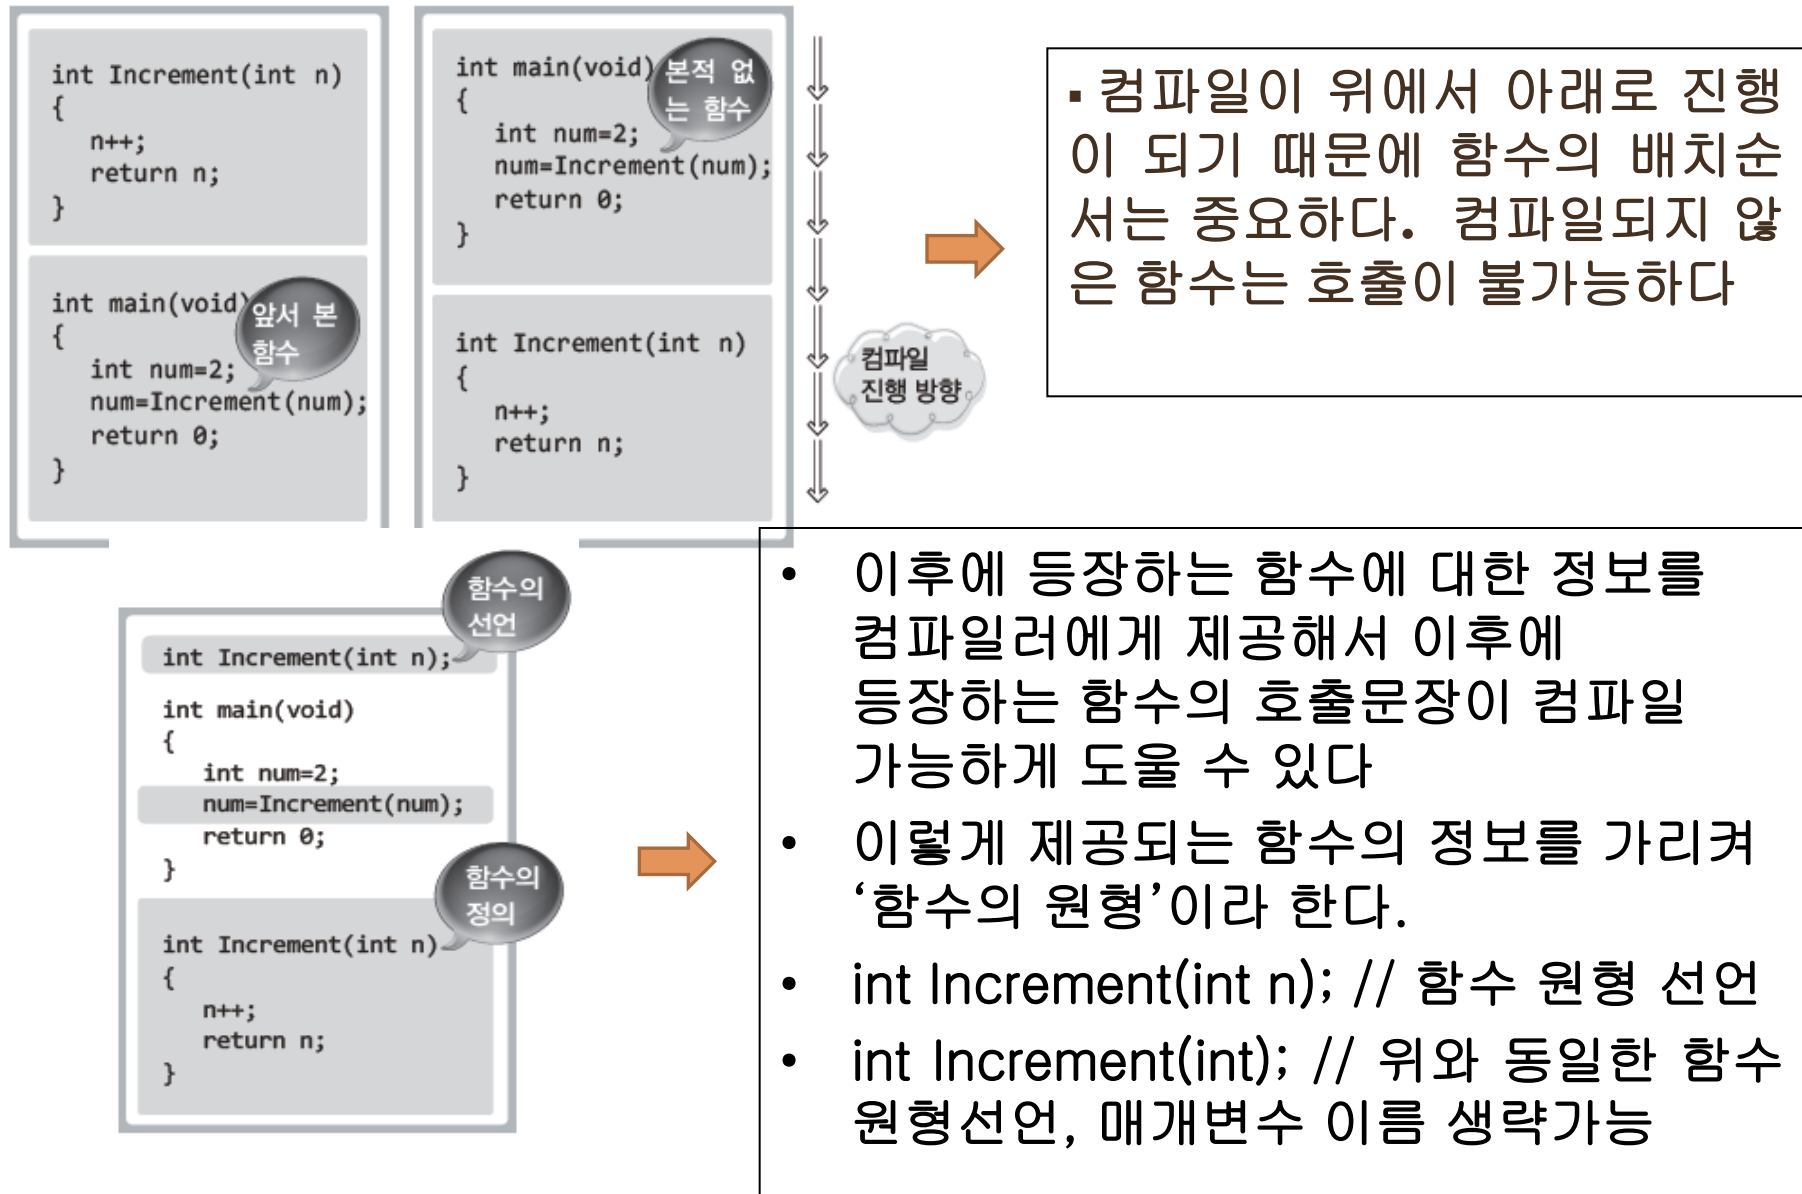 int Increment(int n)
{
n++;
return n;
}
int main(void)
{
int num=2;
num=Increment(num);
return 0;
}
앞서 본
함수
int main(void)
{
int num=2;
num=Increment(num);
return 0;
}
본적 없
는 함수
int Increment(int n)
{
n++;
return n;
}
컴파일
진행 방향
▪ 컴파일이 위에서 아래로 진행
이 되기 때문에 함수의 배치순
서는 중요하다. 컴파일되지 않
은 함수는 호출이 불가능하다
함수의
선언
int Increment(int n);
int main(void)
{
int num=2;
num=Increment(num);
return 0;
}
함수의
정의
int Increment(int n)
{
n++;
return n;
}
• 이후에 등장하는 함수에 대한 정보를
컴파일러에게 제공해서 이후에
등장하는 함수의 호출문장이 컴파일
가능하게 도울 수 있다
• 이렇게 제공되는 함수의 정보를 가리켜
‘함수의 원형’이라 한다.
• int Increment(int n); // 함수 원형 선언
• int Increment(int); // 위와 동일한 함수
원형선언, 매개변수 이름 생략가능